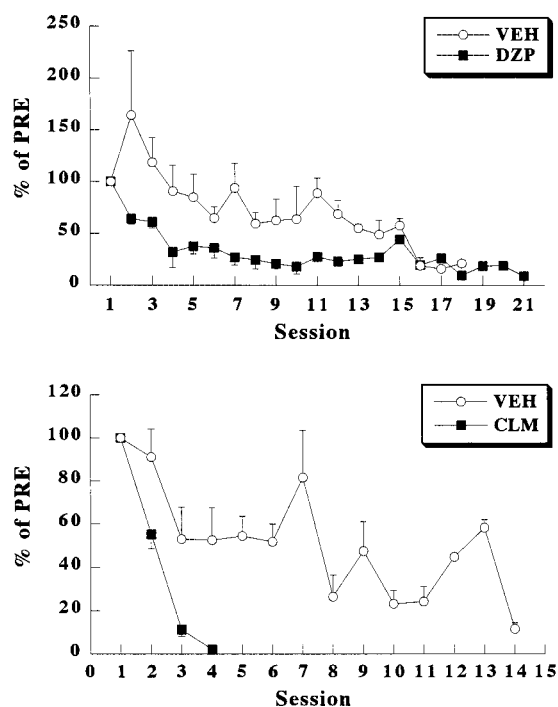 VEH
DZP
250
200
150
100
50
0
% of PRE
1 3 5 7 9 11 13 15 17 19 21
Session
VEH
CLM
120
100
80
60
40
20
0
% of PRE
0 1 2 3 4 5 6 7 8 9 10 11 12 13 14 15
Session